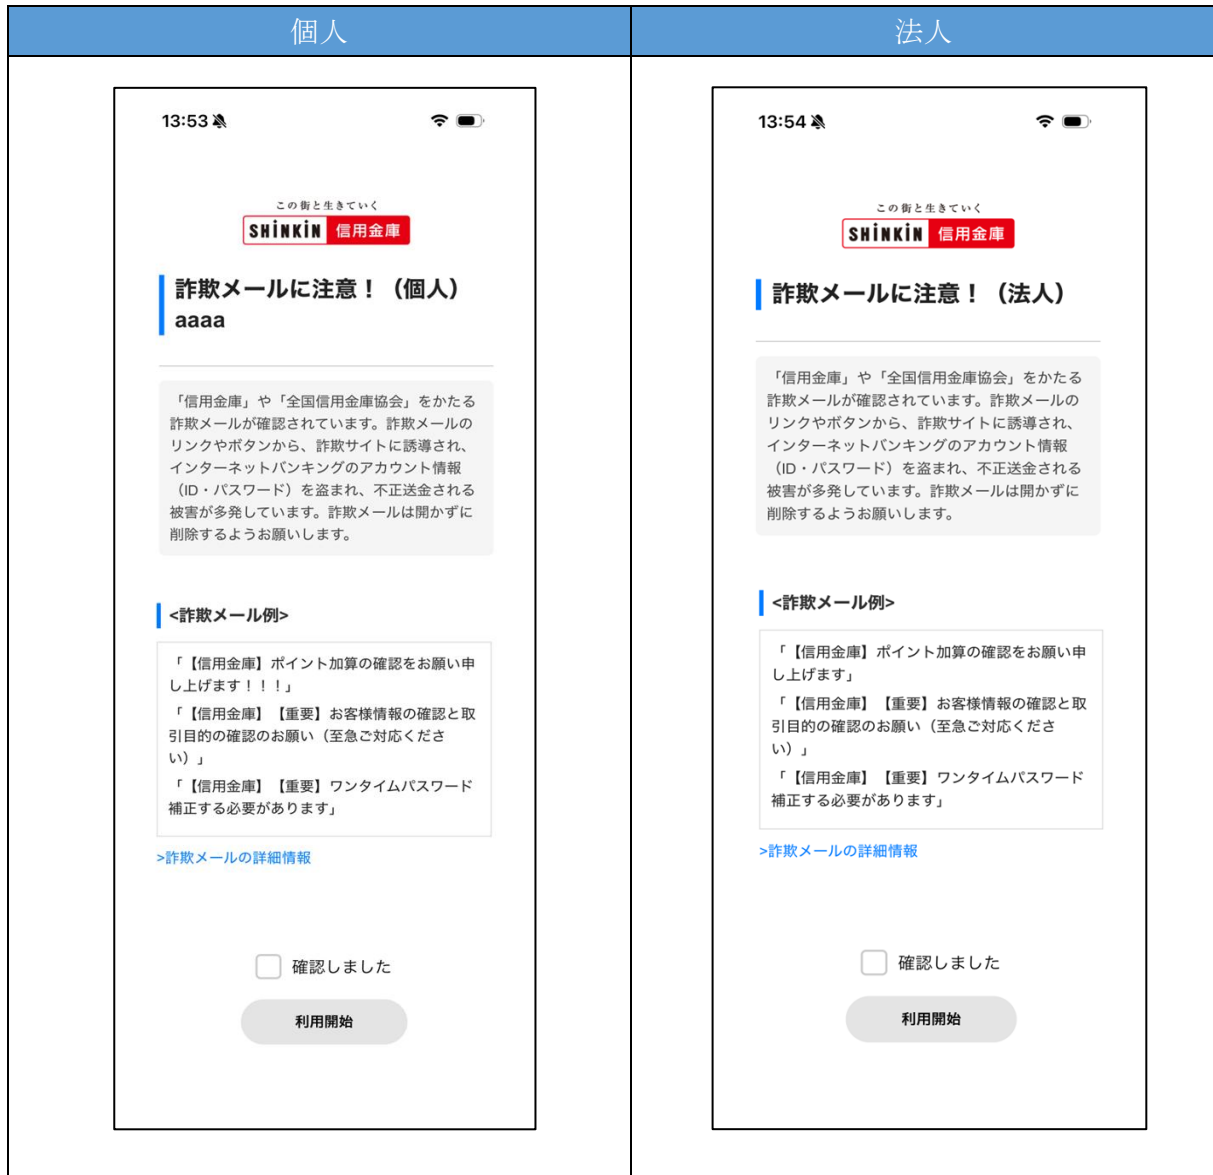 個人
13:53
この街と生きていく
SHINKIN 信用金庫
詐欺メールに注意！（個人）
aaaa
「信用金庫」や「全国信用金庫協会」をかたる
詐欺メールが確認されています。詐欺メールの
リンクやボタンから、詐欺サイトに誘導され、
インターネットバンキングのアカウント情報
（ID・パスワード）を盗まれ、不正送金される
被害が多発しています。詐欺メールは開かずに
削除するようお願いします。
<詐欺メール例>
「【信用金庫】ポイント加算の確認をお願い申
し上げます！！！」
「【信用金庫】【重要】お客様情報の確認と取
引目的の確認のお願い（至急ご対応くださ
い）」
「【信用金庫】【重要】ワンタイムパスワード
補正する必要があります」
>詐欺メールの詳細情報
確認しました
利用開始
法人
13:54
この街と生きていく
SHINKIN 信用金庫
詐欺メールに注意！（法人）
「信用金庫」や「全国信用金庫協会」をかたる
詐欺メールが確認されています。詐欺メールの
リンクやボタンから、詐欺サイトに誘導され、
インターネットバンキングのアカウント情報
（ID・パスワード）を盗まれ、不正送金される
被害が多発しています。詐欺メールは開かずに
削除するようお願いします。
<詐欺メール例>
「【信用金庫】ポイント加算の確認をお願い申
し上げます」
「【信用金庫】【重要】お客様情報の確認と取
引目的の確認のお願い（至急ご対応くださ
い）」
「【信用金庫】【重要】ワンタイムパスワード
補正する必要があります」
>詐欺メールの詳細情報
確認しました
利用開始